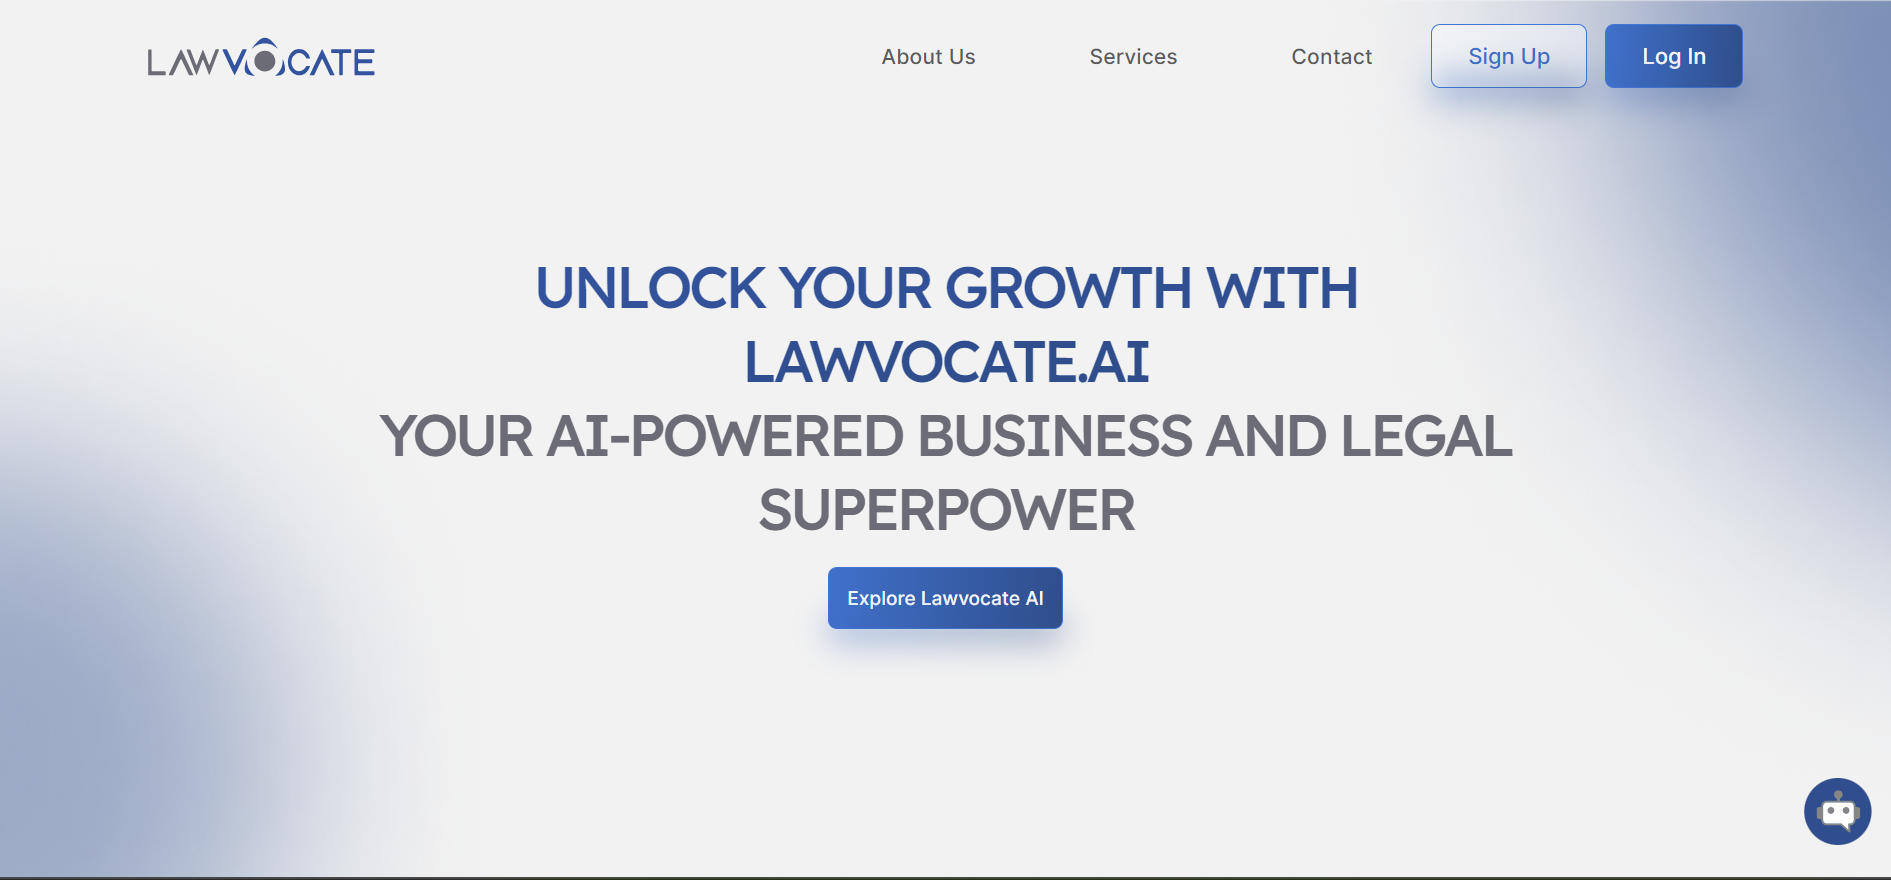 LAWVOCATE
About Us
Services
Contact
Sign Up
Log In
UNLOCK YOUR GROWTH WITH
LAWVOCATE.AI
YOUR AI-POWERED BUSINESS AND LEGAL
SUPERPOWER
Explore Lawvocate AI